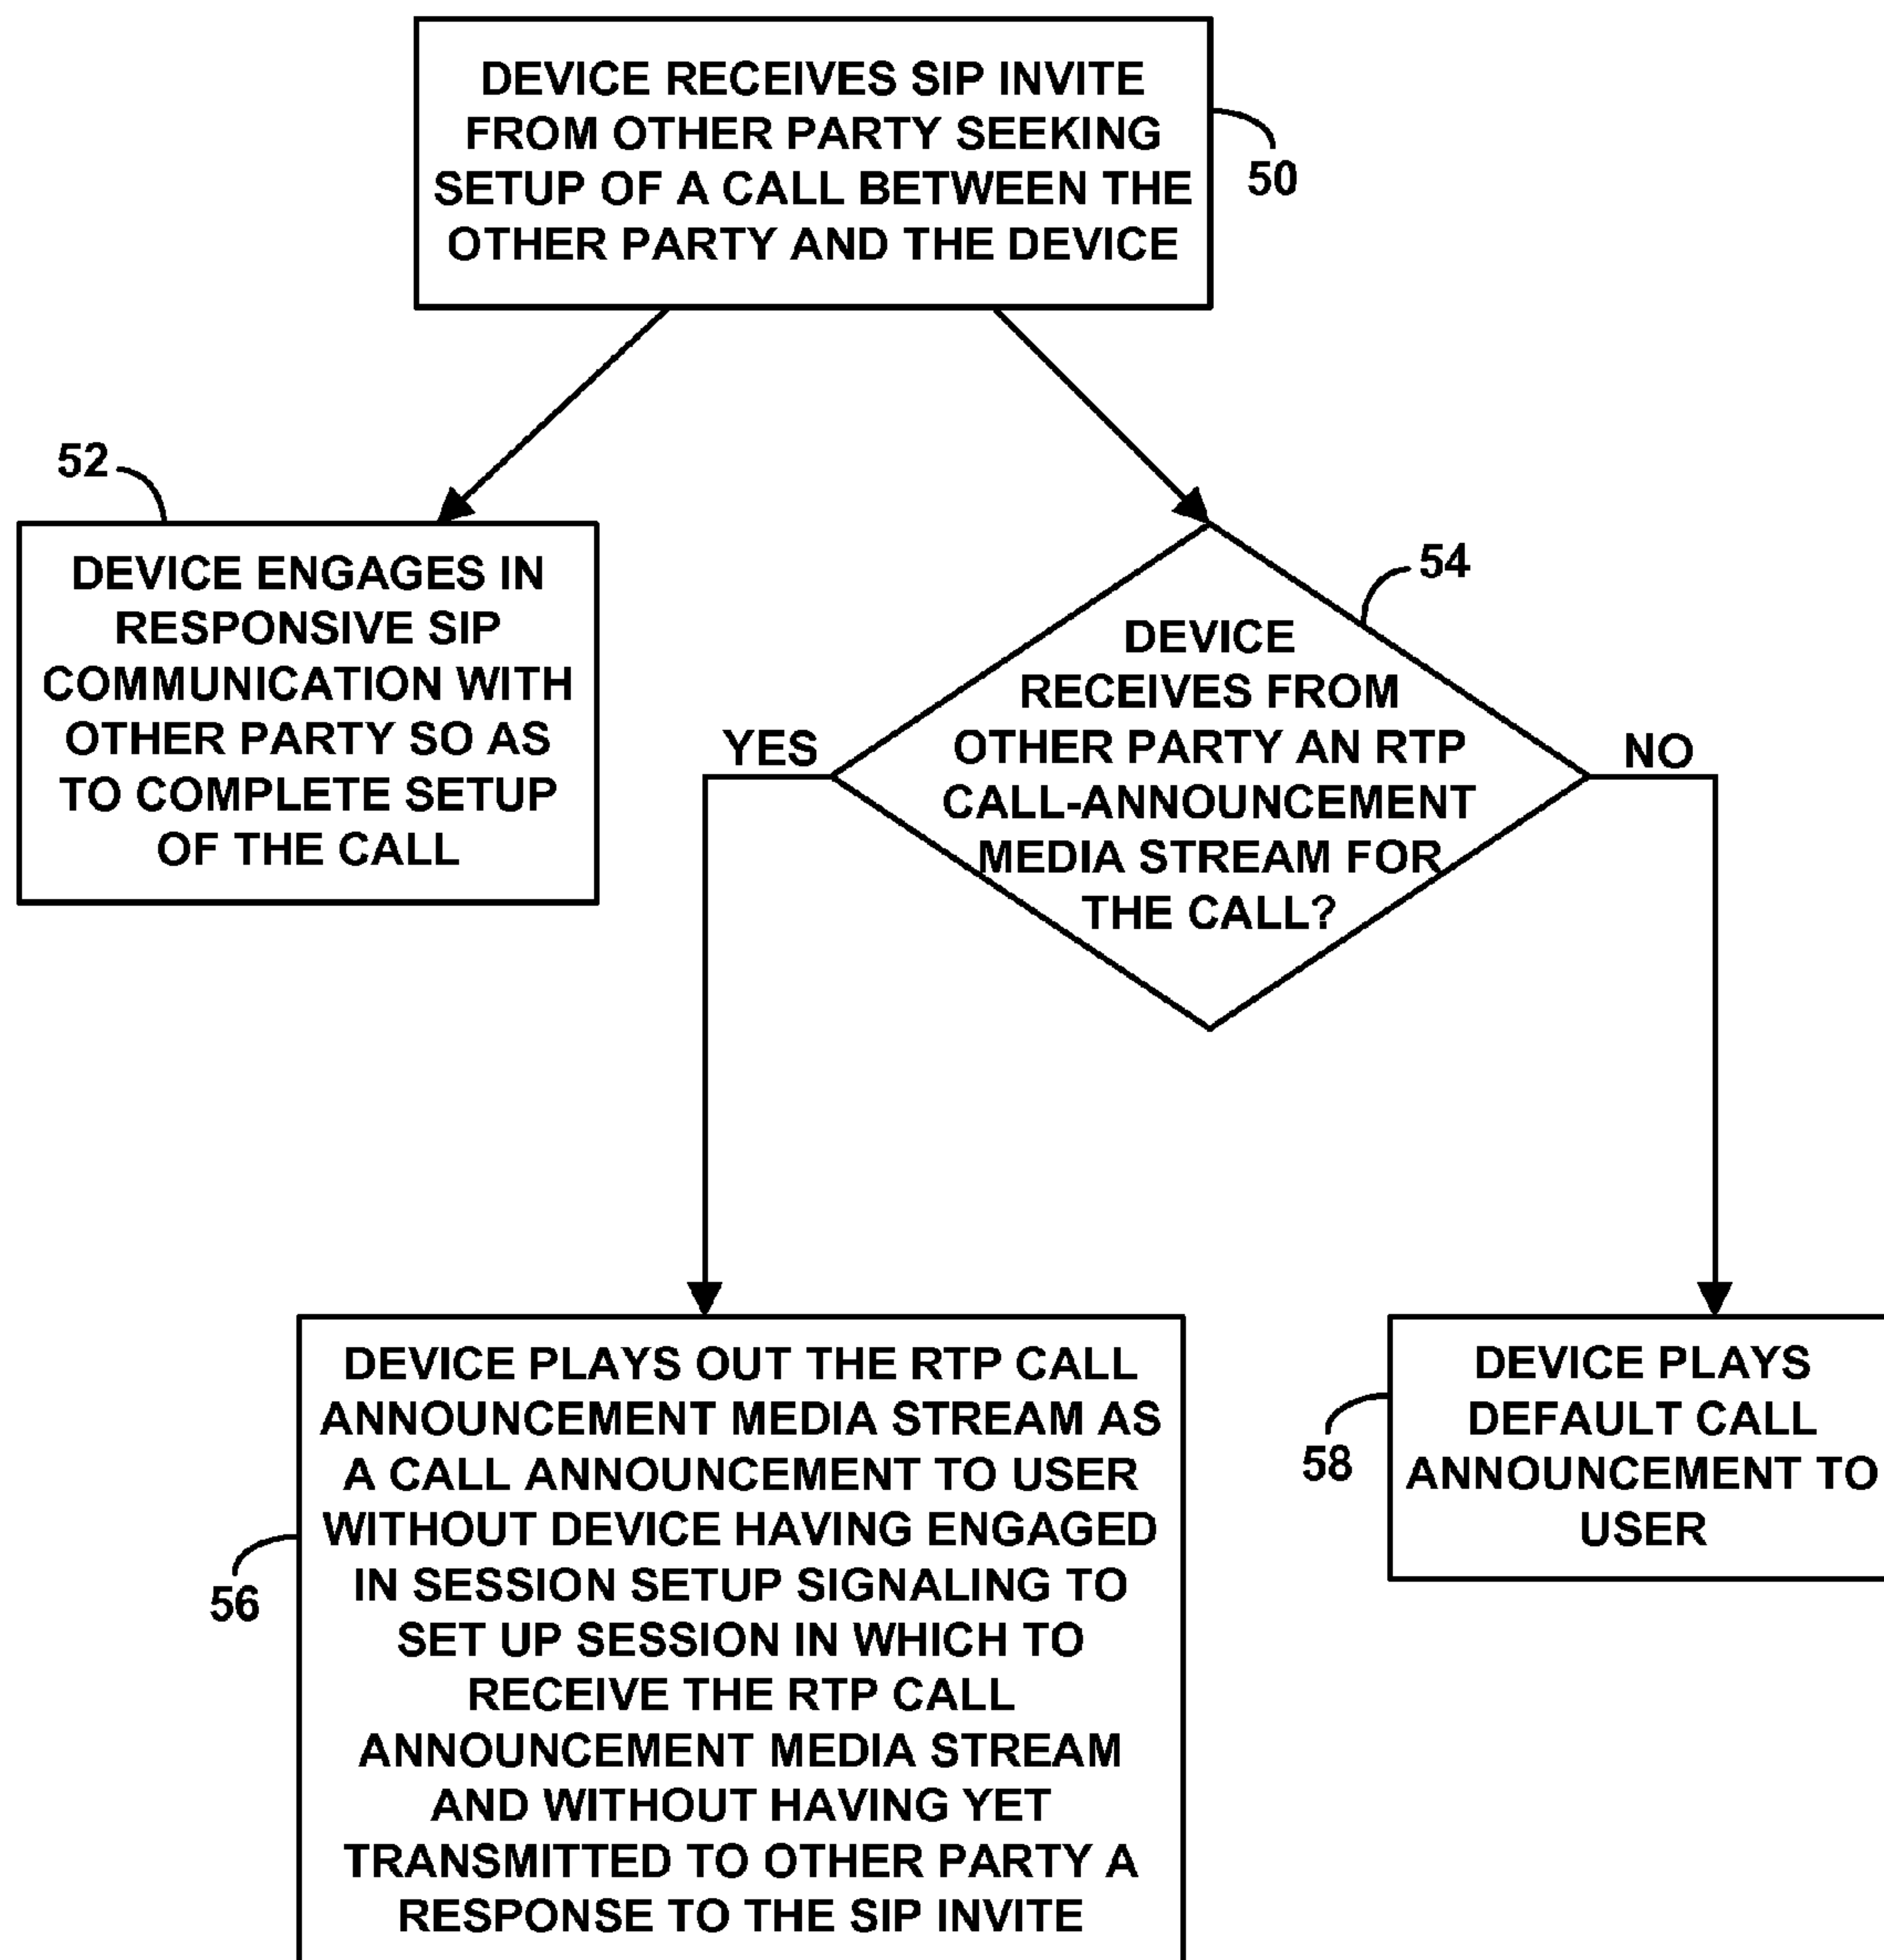 DEVICE RECEIVES SIP INVITE
FROM OTHER PARTY SEEKING
SETUP OF A CALL BETWEEN THE
OTHER PARTY AND THE DEVICE
50
52
DEVICE ENGAGES IN
RESPONSIVE SIP
COMMUNICATION WITH
OTHER PARTY SO AS
TO COMPLETE SETUP
OF THE CALL
54
DEVICE
RECEIVES FROM
OTHER PARTY AN RTP
CALL-ANNOUNCEMENT
MEDIA STREAM FOR
THE CALL?
YES
NO
DEVICE PLAYS OUT THE RTP CALL
ANNOUNCEMENT MEDIA STREAM AS
A CALL ANNOUNCEMENT TO USER
WITHOUT DEVICE HAVING ENGAGED
IN SESSION SETUP SIGNALING TO
SET UP SESSION IN WHICH TO
RECEIVE THE RTP CALL
ANNOUNCEMENT MEDIA STREAM
AND WITHOUT HAVING YET
TRANSMITTED TO OTHER PARTY A
RESPONSE TO THE SIP INVITE
56
DEVICE PLAYS
DEFAULT CALL
ANNOUNCEMENT TO
USER
58